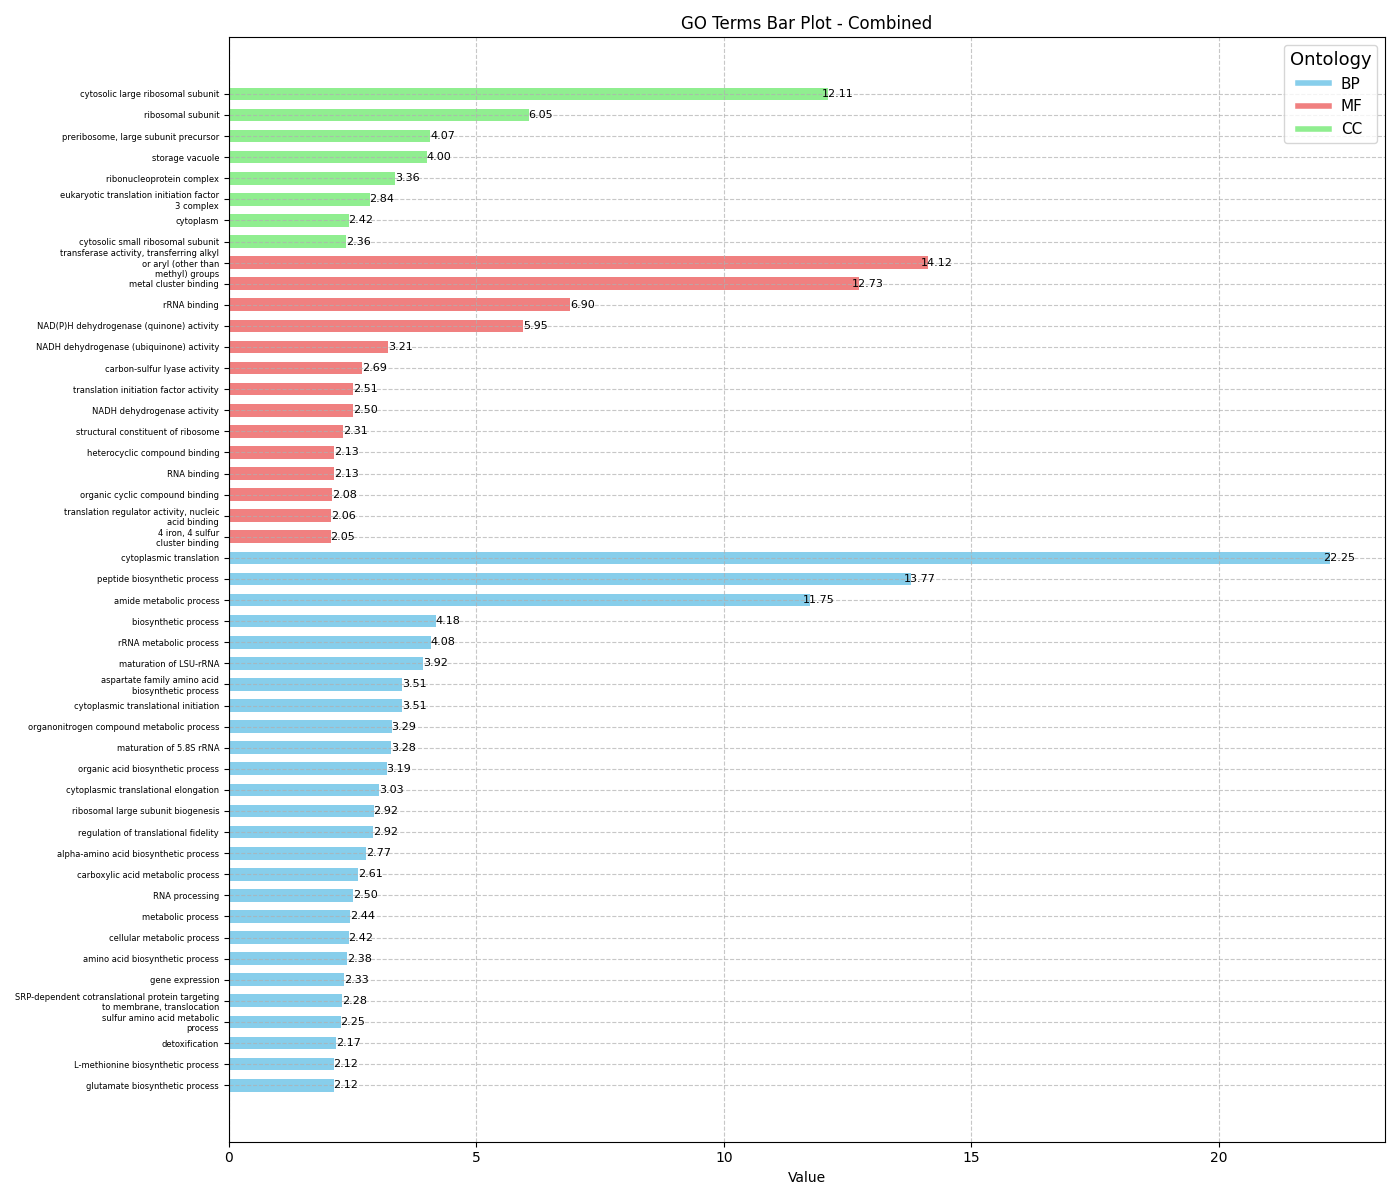 GO Terms Bar Plot - Combined
Ontology
BP
MF
CC
cytosolic large ribosomal subunit 12.11
ribosomal subunit 6.05
preribosome, large subunit precursor 4.07
storage vacuole 4.00
ribonucleoprotein complex 3.36
eukaryotic translation initiation factor
3 complex 2.84
cytoplasm 2.42
cytosolic small ribosomal subunit 2.36
transferase activity, transferring alkyl
or aryl (other than 14.12
methyl) groups
metal cluster binding 12.73
rRNA binding 6.90
NAD(P)H dehydrogenase (quinone) activity 5.95
NADH dehydrogenase (ubiquinone) activity 3.21
carbon-sulfur lyase activity 2.69
translation initiation factor activity 2.51
NADH dehydrogenase activity 2.50
structural constituent of ribosome 2.31
heterocyclic compound binding 2.13
RNA binding 2.13
organic cyclic compound binding 2.08
translation regulator activity, nucleic
acid binding 2.06
4 iron, 4 sulfur
cluster binding 2.05
cytoplasmic translation 22.25
peptide biosynthetic process 13.77
amide metabolic process 11.75
biosynthetic process 4.18
rRNA metabolic process 4.08
maturation of LSU-rRNA 3.92
aspartate family amino acid
biosynthetic process 3.51
cytoplasmic translational initiation 3.51
organonitrogen compound metabolic process 3.29
maturation of 5.8S rRNA 3.28
organic acid biosynthetic process 3.19
cytoplasmic translational elongation 3.03
ribosomal large subunit biogenesis 2.92
regulation of translational fidelity 2.92
alpha-amino acid biosynthetic process 2.77
carboxylic acid metabolic process 2.61
RNA processing 2.50
metabolic process 2.44
cellular metabolic process 2.42
amino acid biosynthetic process 2.38
gene expression 2.33
SRP-dependent cotranslational protein targeting
to membrane, translocation 2.28
sulfur amino acid metabolic
process 2.25
detoxification 2.17
L-methionine biosynthetic process 2.12
glutamate biosynthetic process 2.12
0 5 10 15 20
Value